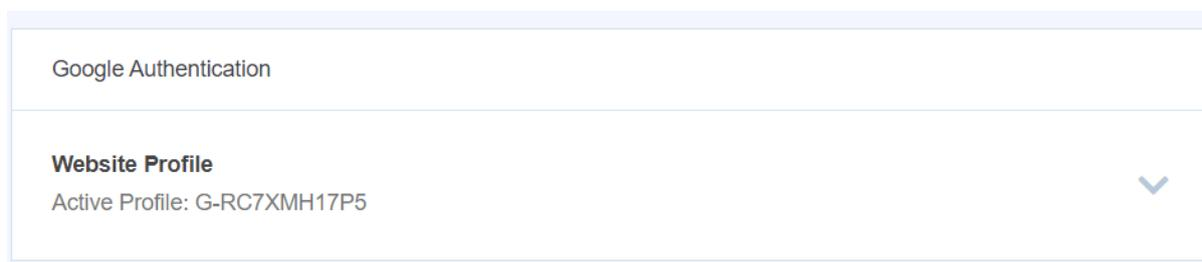 Google Authentication
Website Profile
Active Profile: G-RC7XMH17P5